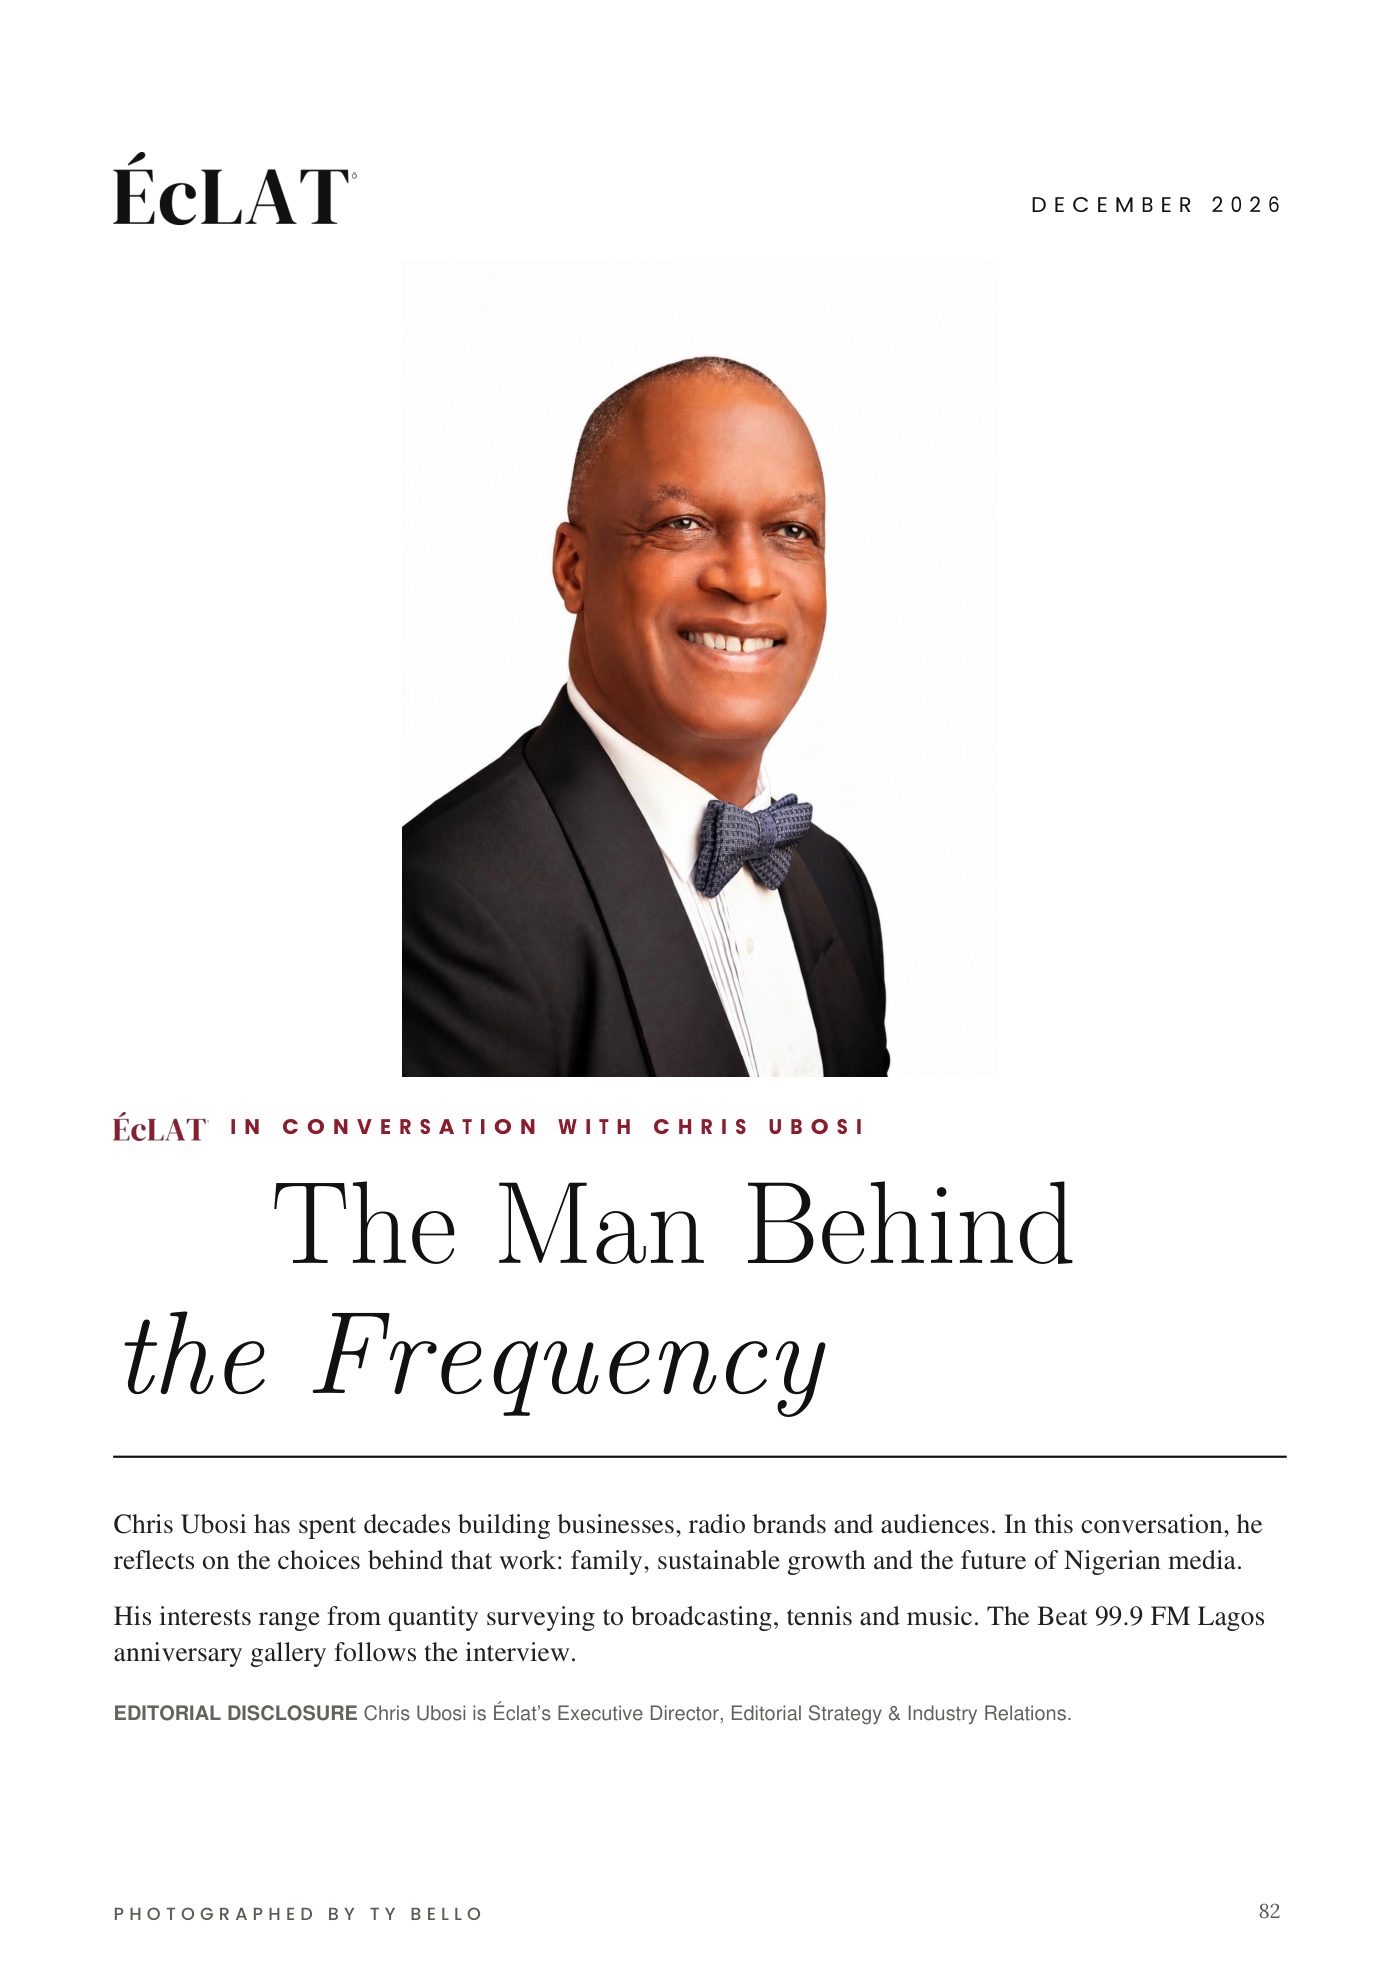 ÉcLAT
DECEMBER 2026
ÉcLAT IN CONVERSATION WITH CHRIS UBOSI
The Man Behind
the Frequency
Chris Ubosi has spent decades building businesses, radio brands and audiences. In this conversation, he
reflects on the choices behind that work: family, sustainable growth and the future of Nigerian media.
His interests range from quantity surveying to broadcasting, tennis and music. The Beat 99.9 FM Lagos
anniversary gallery follows the interview.
EDITORIAL DISCLOSURE Chris Ubosi is Éclat’s Executive Director, Editorial Strategy & Industry Relations.
PHOTOGRAPHED BY TY BELLO
82